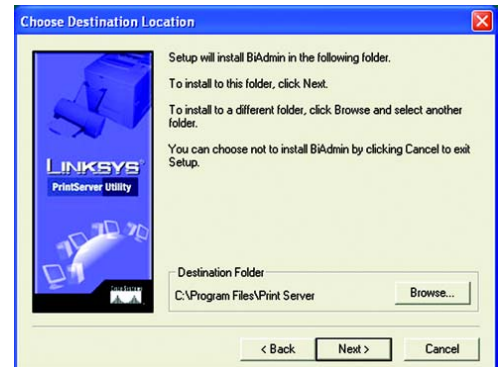 Choose Destination Location
Setup will install BiAdmin in the following folder.
To install to this folder, click Next.
To install to a different folder, click Browse and select another
folder.
You can choose not to install BiAdmin by clicking Cancel to exit
Setup.
LINKSYS®
PrintServer Utility
Cisco Systems
Destination Folder
C:\Program Files\Print Server
Browse...
< Back
Next >
Cancel